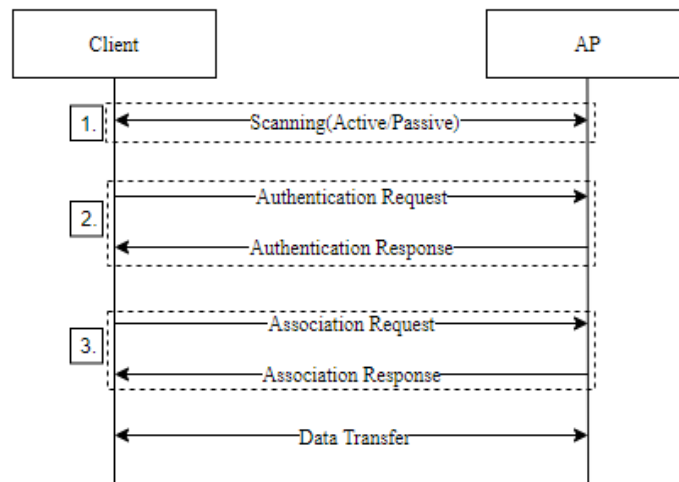 Client
AP
1.
Scanning(Active/Passive)
2.
Authentication Request
Authentication Response
3.
Association Request
Association Response
Data Transfer